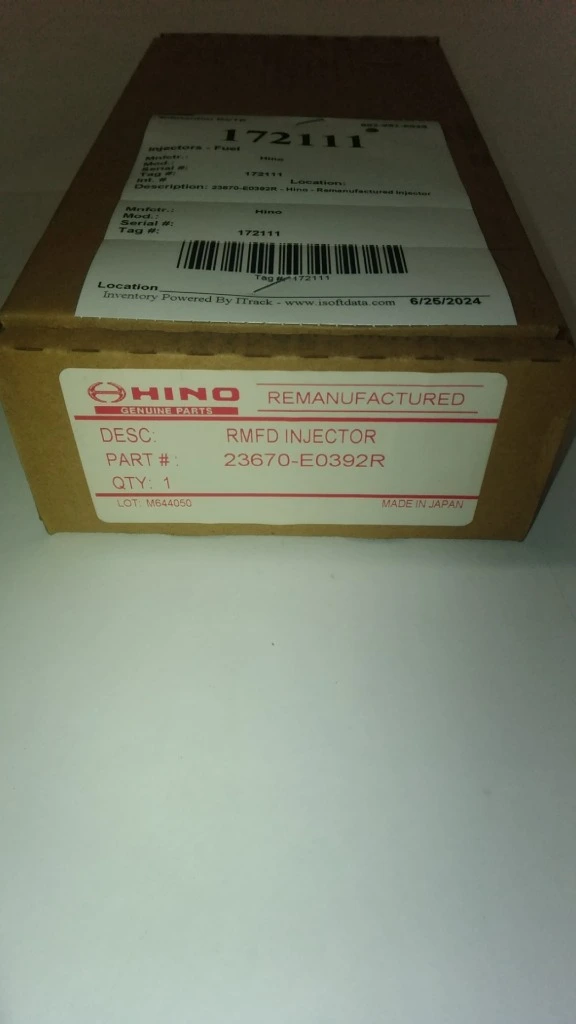 172111
Injectors - Fuel
Mnfctr.: Hino
Mod.:
Serial #:
Tag #: 172111
Int. # Location:
Description: 23670-E0392R - Hino - Remanufactured Injector
Mnfctr.: Hino
Mod.:
Serial #:
Tag #: 172111
Tag #: 172111
Location
Inventory Powered By ITrack - www.isoftdata.com 6/25/2024
HINO REMANUFACTURED
GENUINE PARTS
DESC: RMFD INJECTOR
PART #: 23670-E0392R
QTY: 1
LOT: M644050 MADE IN JAPAN